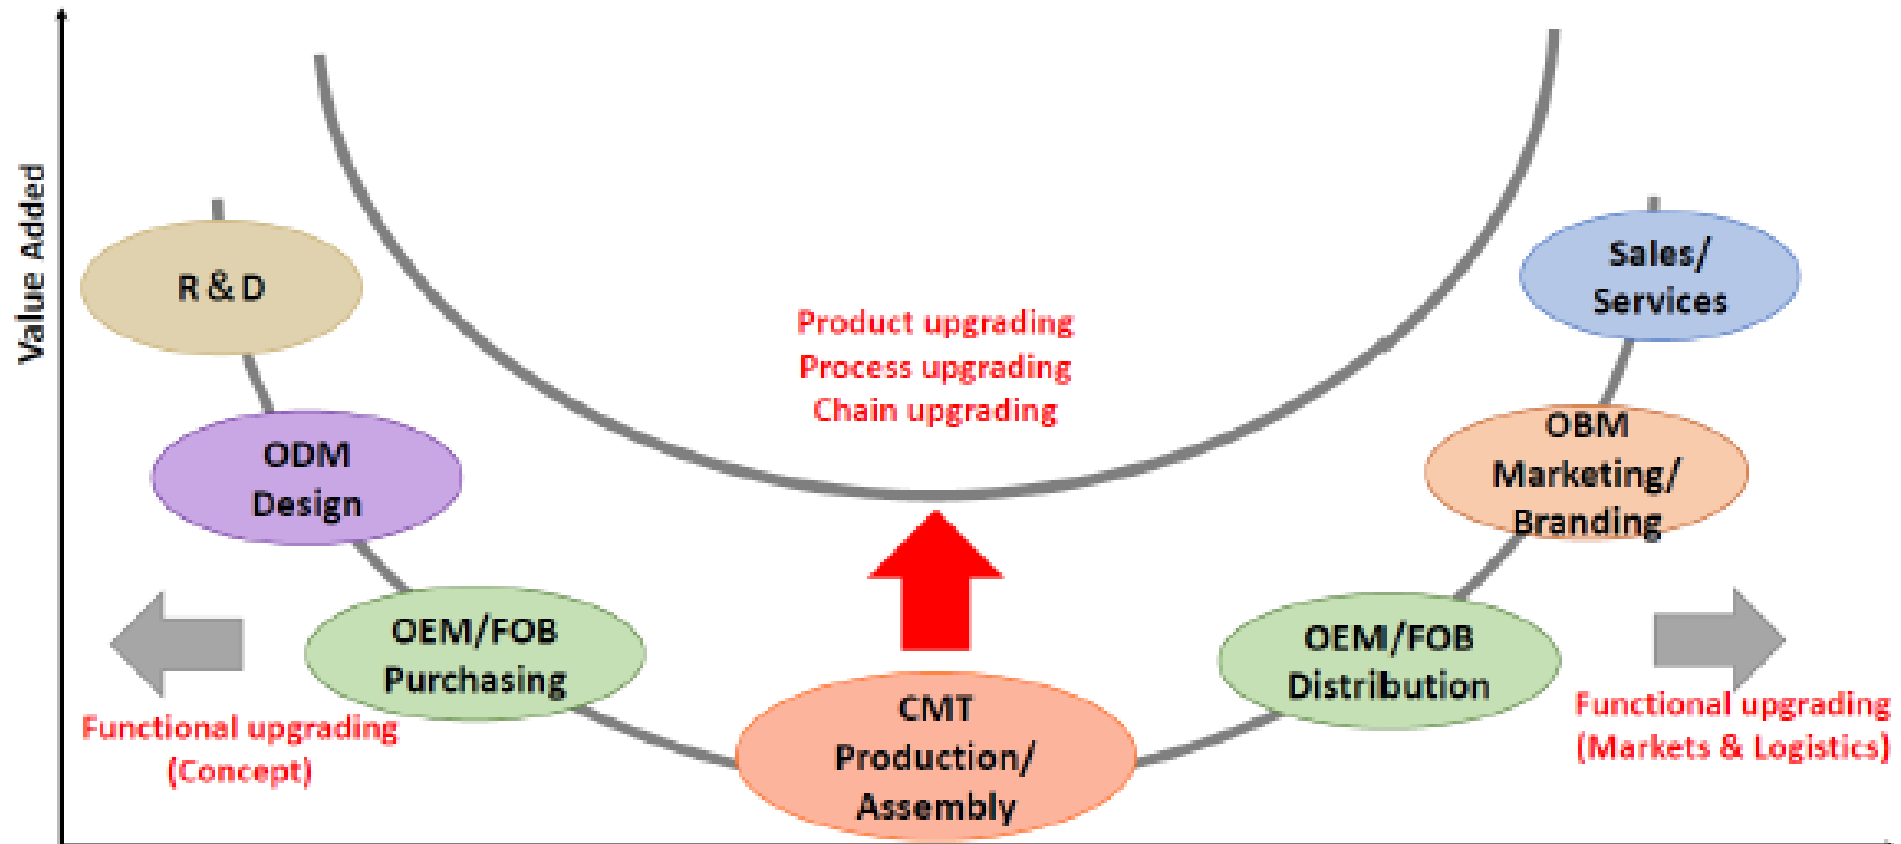 Value Added
R & D
ODM
Design
OEM/FOB
Purchasing
Functional upgrading
(Concept)
Product upgrading
Process upgrading
Chain upgrading
CMT
Production/
Assembly
Sales/
Services
OBM
Marketing/
Branding
OEM/FOB
Distribution
Functional upgrading
(Markets & Logistics)